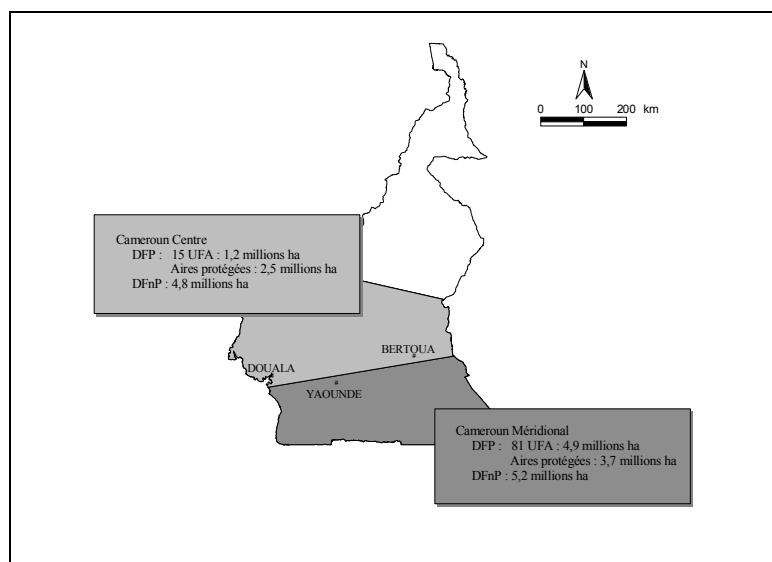 N
0 100 200 km
Cameroun Centre
DFP : 15 UFA : 1,2 millions ha
Aires protégées : 2,5 millions ha
DFnP : 4,8 millions ha
BERTOUA
DOUALA
YAOUNDE
Cameroun Méridional
DFP : 81 UFA : 4,9 millions ha
Aires protégées : 3,7 millions ha
DFnP : 5,2 millions ha